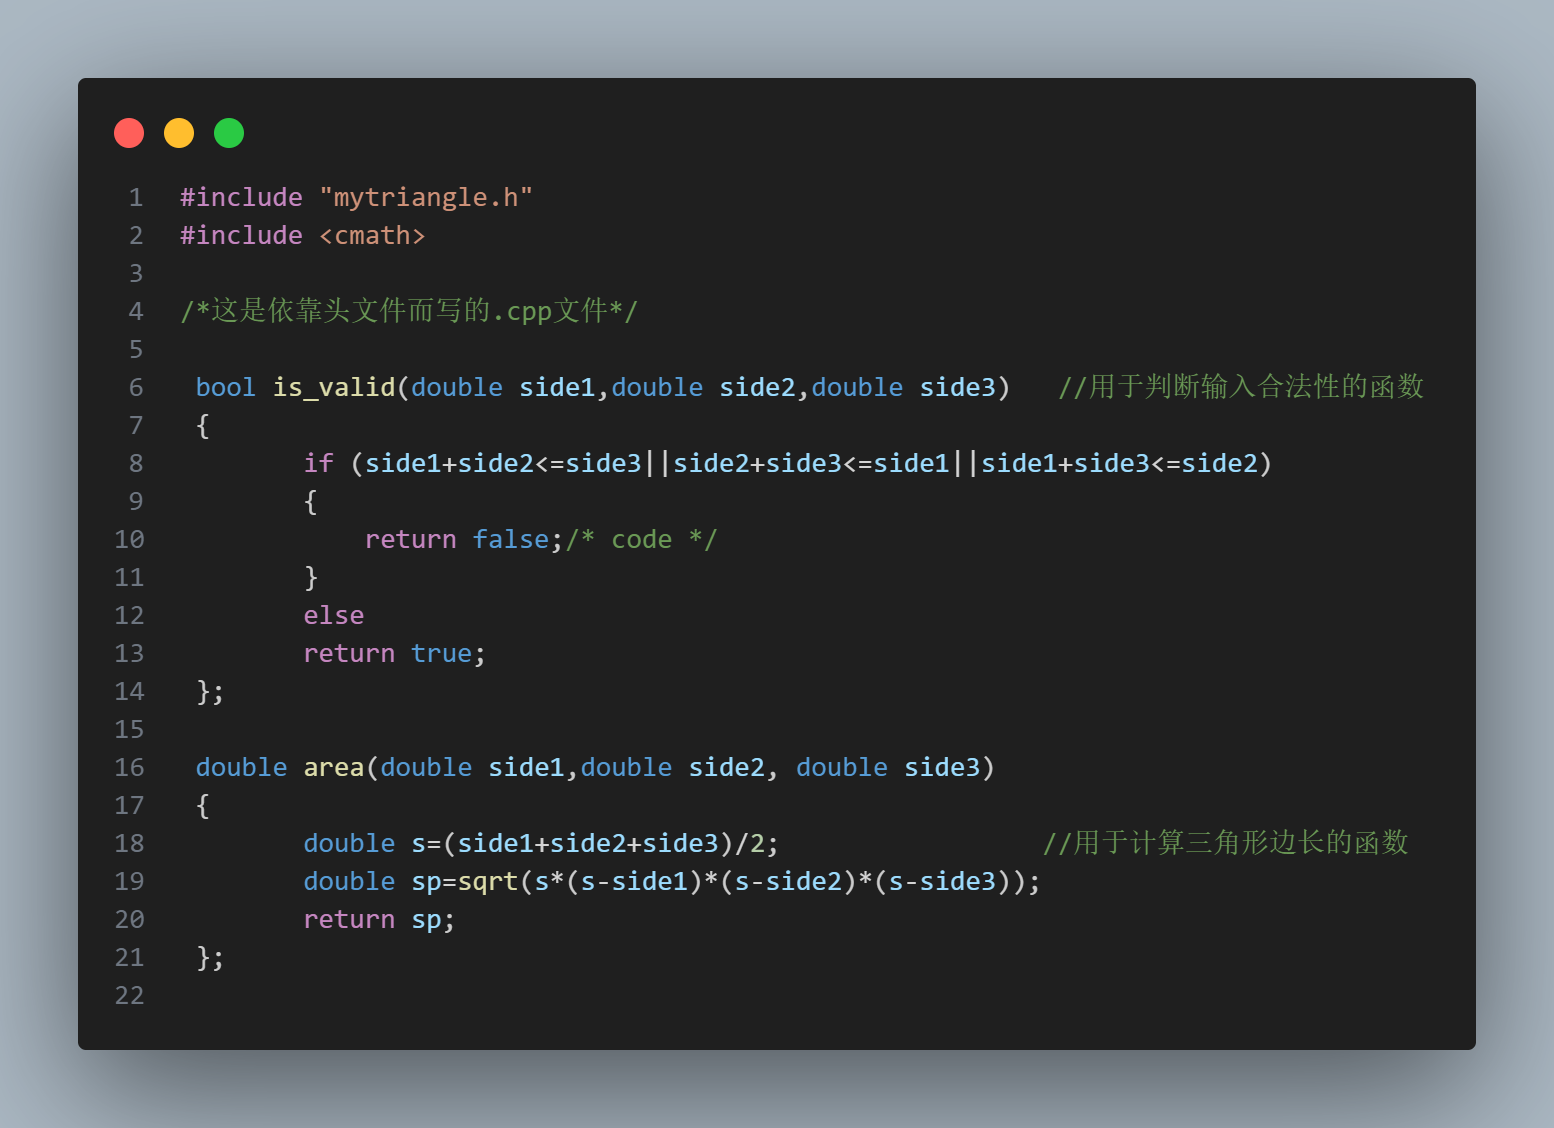 1 #include "mytriangle.h"
2 #include <cmath>
3
4 /*这是依靠头文件而写的.cpp文件*/
5
6 bool is_valid(double side1,double side2,double side3)   //用于判断输入合法性的函数
7 {
8        if (side1+side2<=side3||side2+side3<=side1||side1+side3<=side2)
9        {
10            return false;/* code */
11        }
12        else
13        return true;
14 };
15
16 double area(double side1,double side2, double side3)
17 {
18        double s=(side1+side2+side3)/2;                 //用于计算三角形边长的函数
19        double sp=sqrt(s*(s-side1)*(s-side2)*(s-side3));
20        return sp;
21 };
22